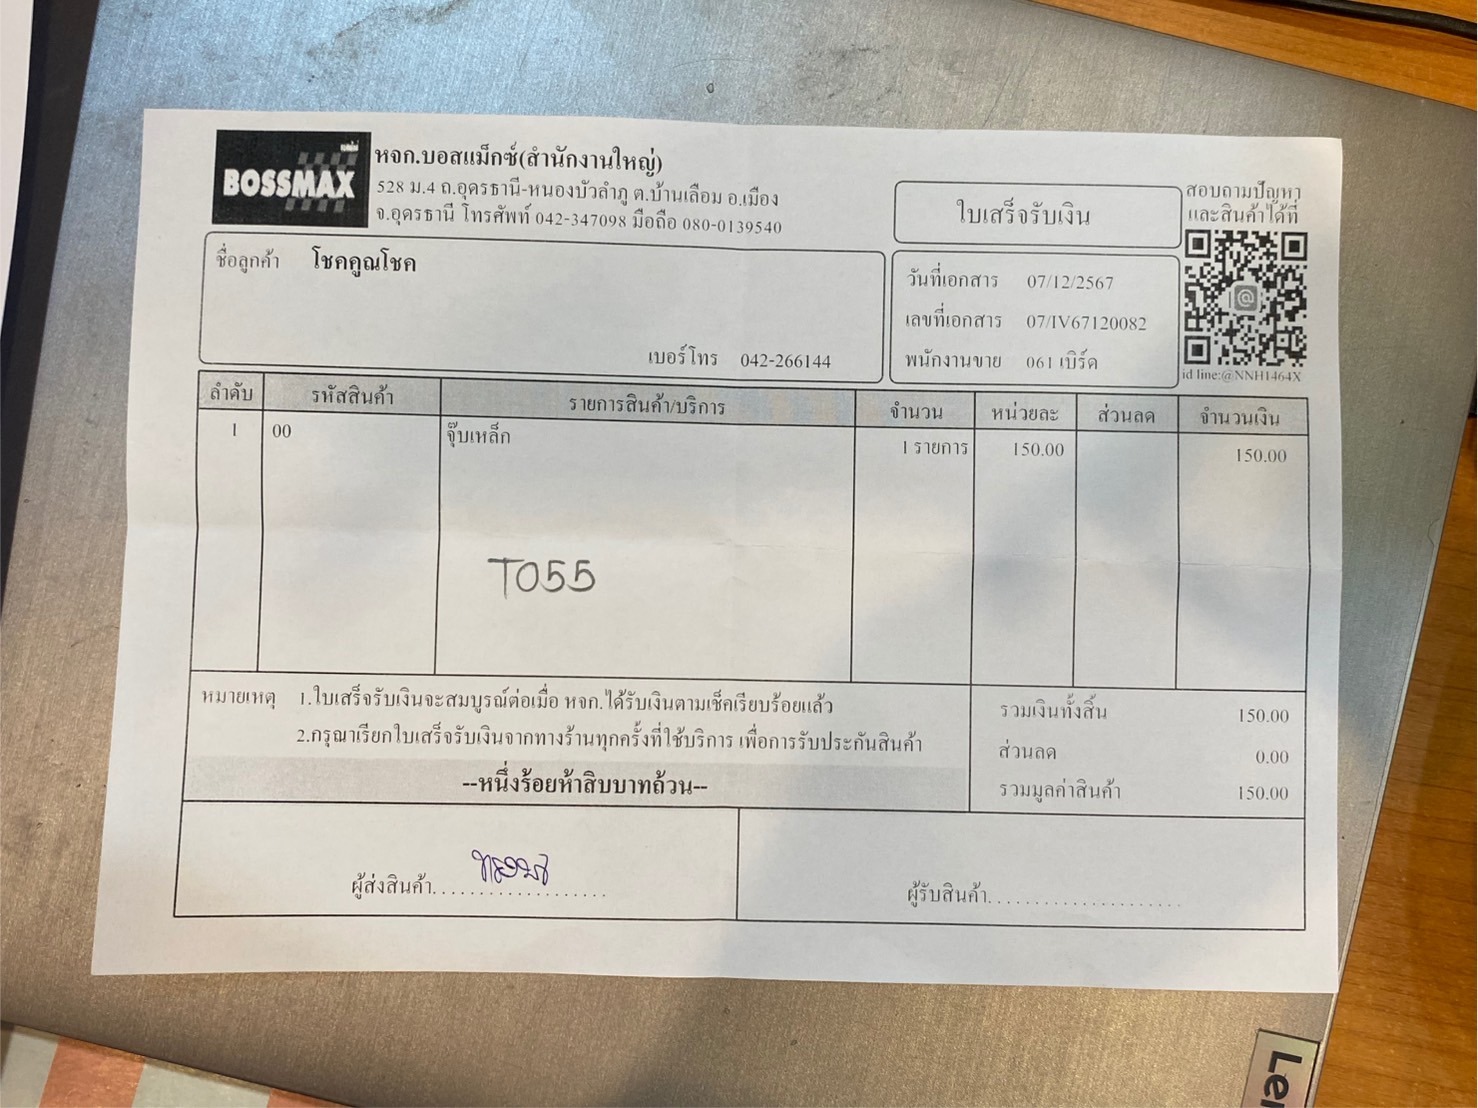 BOSSMAX
หจก.บอสแม็กซ์(สำนักงานใหญ่)
528 ม.4 ถ.อุดรธานี-หนองบัวลำภู ต.บ้านเลื่อม อ.เมือง
จ.อุดรธานี โทรศัพท์ 042-347098 มือถือ 080-0139540
ใบเสร็จรับเงิน
สอบถามปัญหา
และสินค้าได้ที่
id line:@NNH1464X
ชื่อลูกค้า โชคคูณโชค
เบอร์โทร 042-266144
วันที่เอกสาร 07/12/2567
เลขที่เอกสาร 07/IV67120082
พนักงานขาย 061 เบิร์ด
ลำดับ รหัสสินค้า รายการสินค้า/บริการ จำนวน หน่วยละ ส่วนลด จำนวนเงิน
1 00 จุ๊บเหล็ก 1 รายการ 150.00 150.00
T055
หมายเหตุ 1.ใบเสร็จรับเงินจะสมบูรณ์ต่อเมื่อ หจก.ได้รับเงินตามเช็คเรียบร้อยแล้ว
2.กรุณาเรียกใบเสร็จรับเงินจากทางร้านทุกครั้งที่ใช้บริการ เพื่อการรับประกันสินค้า
--หนึ่งร้อยห้าสิบบาทถ้วน--
รวมเงินทั้งสิ้น 150.00
ส่วนลด 0.00
รวมมูลค่าสินค้า 150.00
ผู้ส่งสินค้า....................
ผู้รับสินค้า......................
Le